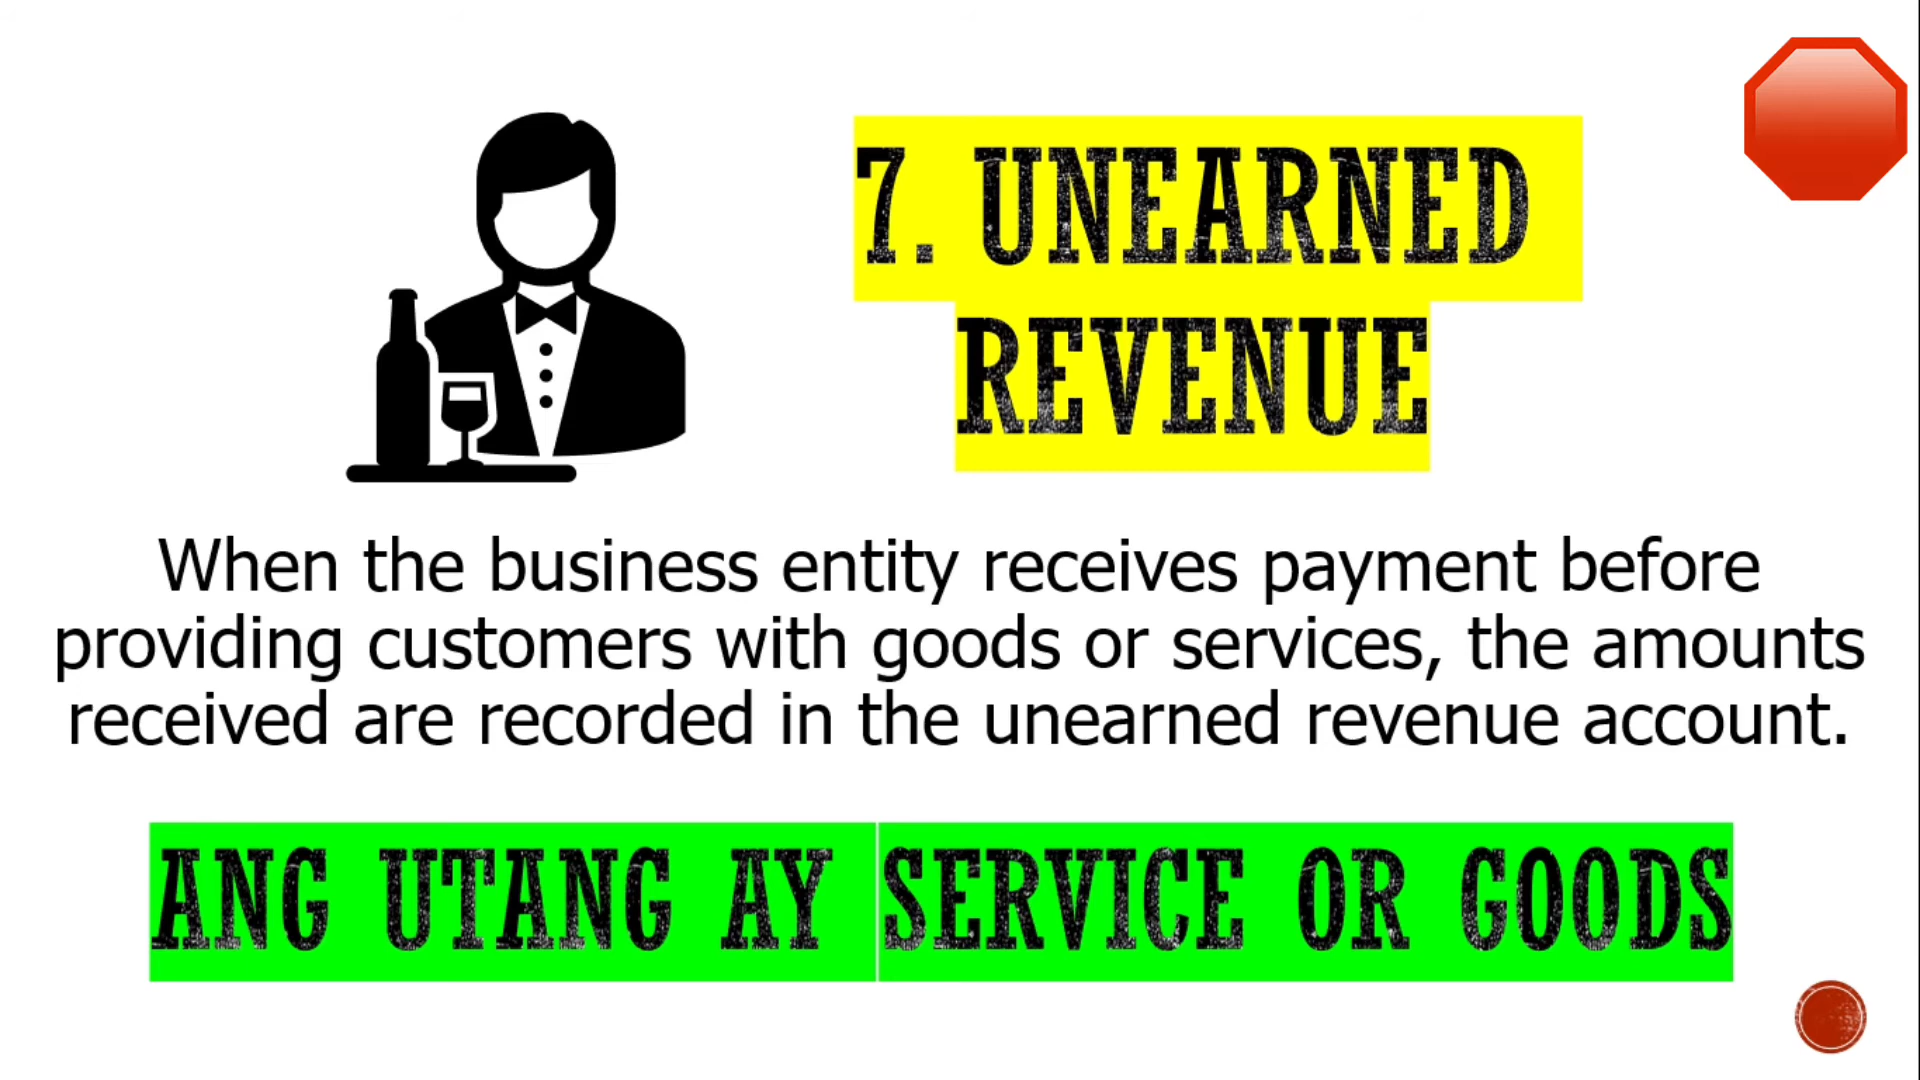 7. UNEARNED
REVENUE
When the business entity receives payment before
providing customers with goods or services, the amounts
received are recorded in the unearned revenue account.
ANG UTANG AY SERVICE OR GOODS